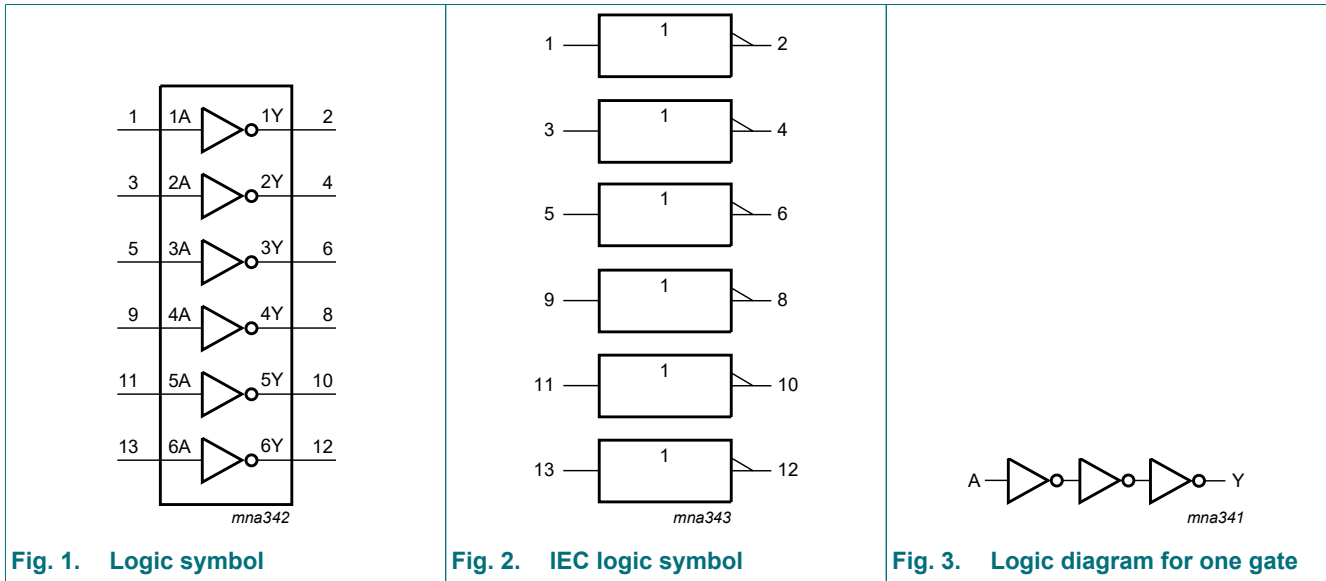 1 1A 1Y 2
3 2A 2Y 4
5 3A 3Y 6
9 4A 4Y 8
11 5A 5Y 10
13 6A 6Y 12
mna342
Fig. 1. Logic symbol
1 1 2
3 1 4
5 1 6
9 1 8
11 1 10
13 1 12
mna343
Fig. 2. IEC logic symbol
A Y
mna341
Fig. 3. Logic diagram for one gate